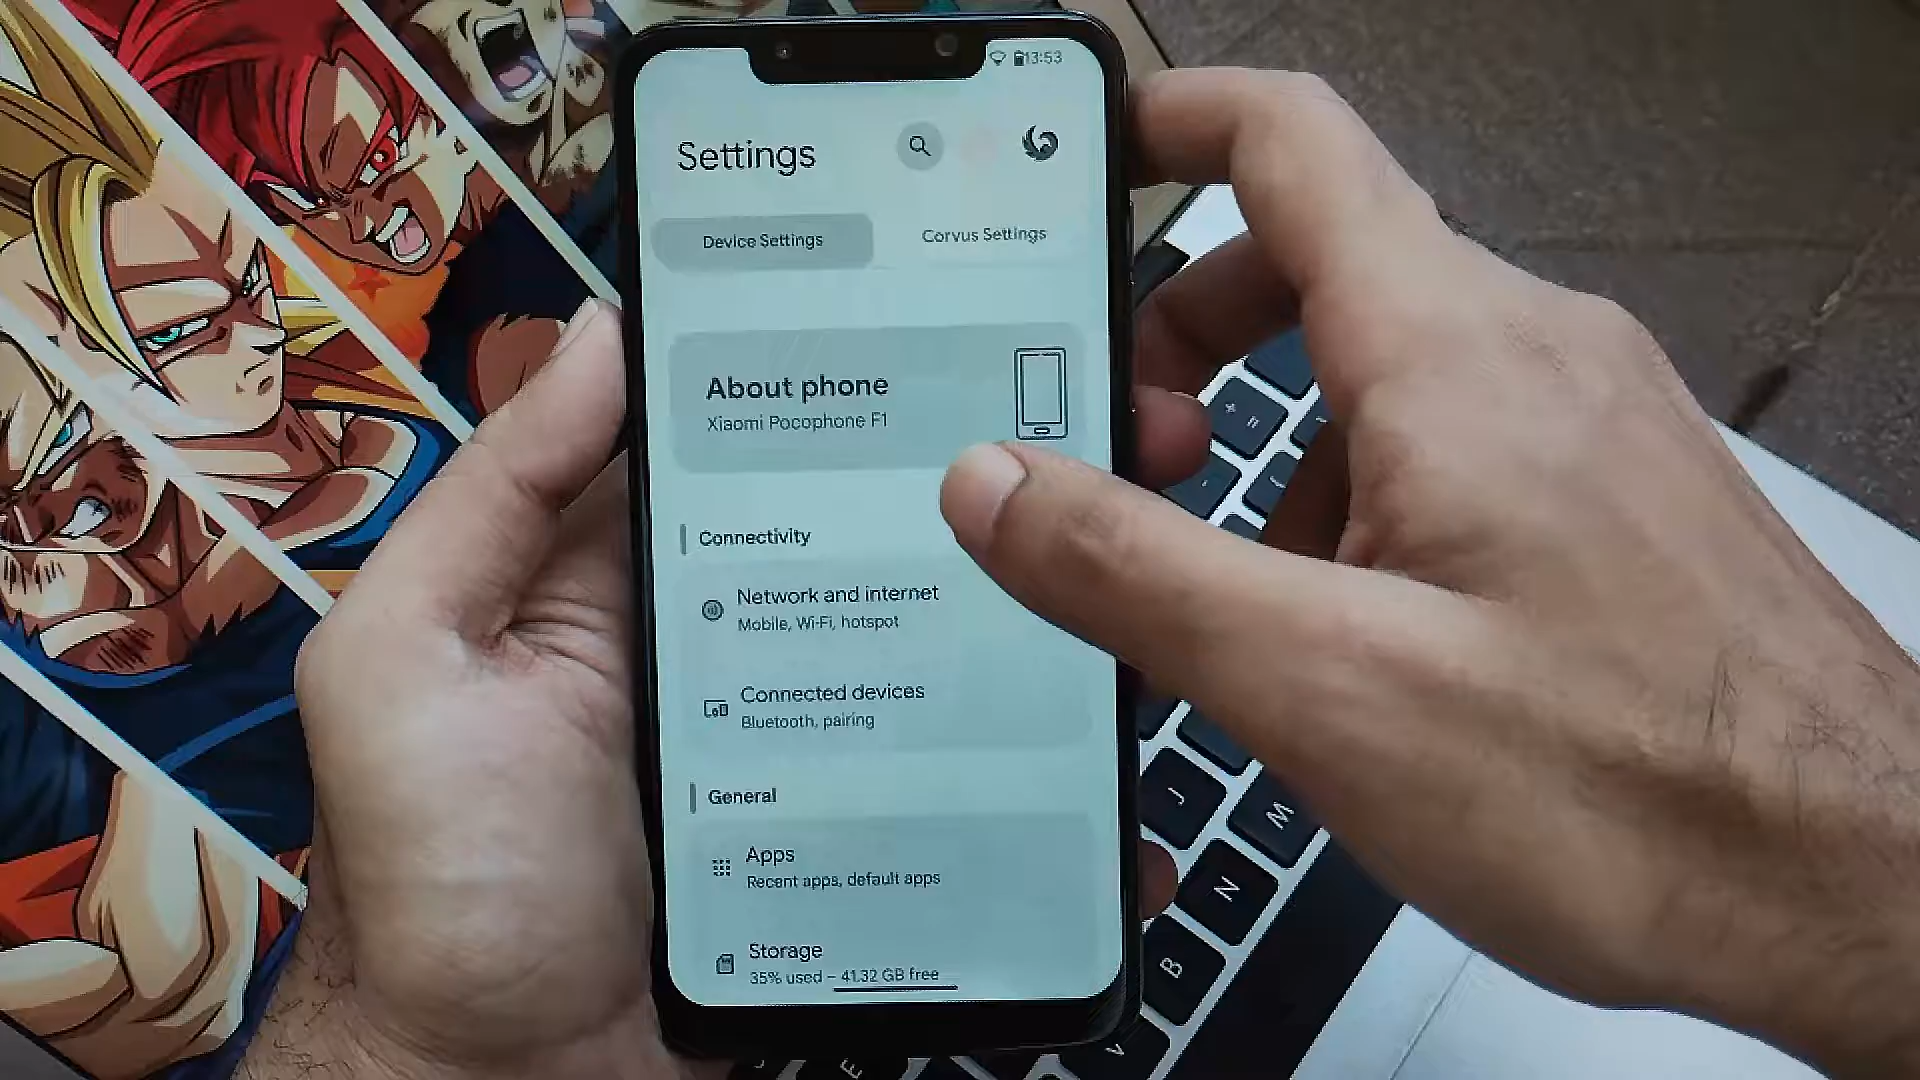 13:53
Settings
Device Settings
Corvus Settings
About phone
Xiaomi Pocophone F1
Connectivity
Network and internet
Mobile, Wi-Fi, hotspot
Connected devices
Bluetooth, pairing
General
Apps
Recent apps, default apps
Storage
35% used – 41.32 GB free
J
M
N
B
V
E